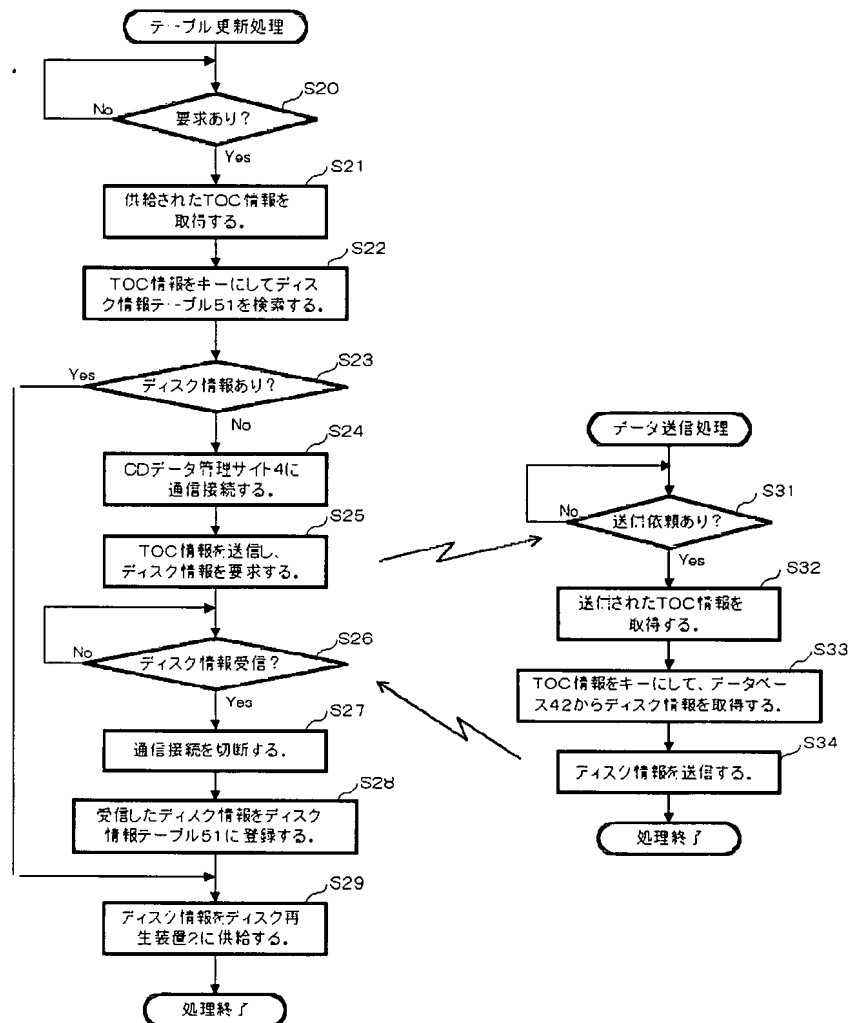 テーブル更新処理
S20
要求あり?
No
Yes
S21
供給されたTOC情報を
取得する.
S22
TOC情報をキーにしてディス
ク情報テーブル51を検索する.
S23
ディスク情報あり?
Yes
No
S24
CDデータ管理サイト4に
通信接続する.
S25
TOC情報を送信し、
ディスク情報を要求する.
S26
ディスク情報受信?
No
Yes
S27
通信接続を切断する.
S28
受信したディスク情報をディスク
情報テーブル51に登録する.
S29
ディスク情報をディスク再
生装置2に供給する.
処理終了
データ送信処理
S31
送信依頼あり?
No
Yes
S32
送信されたTOC情報を
取得する.
S33
TOC情報をキーにして、データベー
ス42からディスク情報を取得する.
S34
ディスク情報を送信する.
処理終了